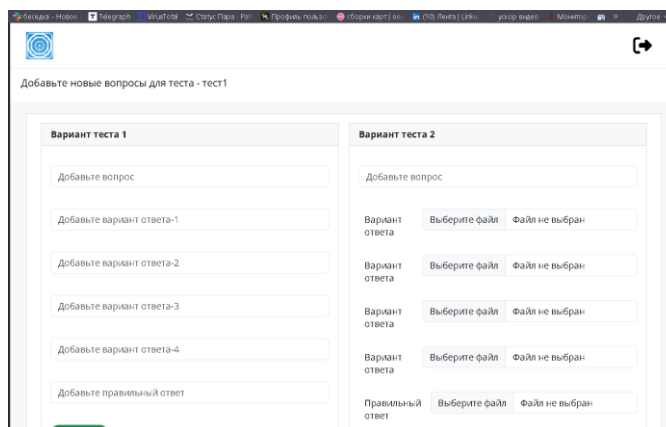 беседка - Новое
Telegraph
VirusTotal
Статус Пара
Профиль пользо
сборки карт
(10) Лента | Linke
ускор видео
Монитор
Другое
Добавьте новые вопросы для теста - тест1
Вариант теста 1
Добавьте вопрос
Добавьте вариант ответа-1
Добавьте вариант ответа-2
Добавьте вариант ответа-3
Добавьте вариант ответа-4
Добавьте правильный ответ
Вариант теста 2
Добавьте вопрос
Вариант
ответа
Выберите файл Файл не выбран
Вариант
ответа
Выберите файл Файл не выбран
Вариант
ответа
Выберите файл Файл не выбран
Вариант
ответа
Выберите файл Файл не выбран
Правильный
ответ
Выберите файл Файл не выбран